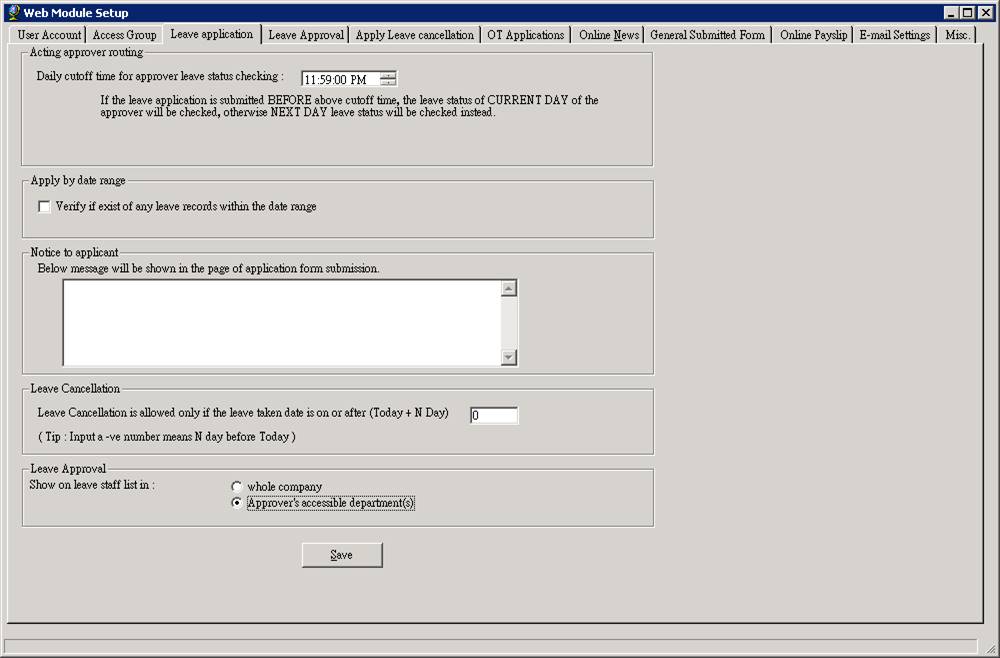 Web Module Setup
User Account Access Group Leave application Leave Approval Apply Leave cancellation OT Applications Online News General Submitted Form Online Payslip E-mail Settings Misc.
Acting approver routing
Daily cutoff time for approver leave status checking : 11:59:00 PM
If the leave application is submitted BEFORE above cutoff time, the leave status of CURRENT DAY of the
approver will be checked, otherwise NEXT DAY leave status will be checked instead.
Apply by date range
Verify if exist of any leave records within the date range
Notice to applicant
Below message will be shown in the page of application form submission.
Leave Cancellation
Leave Cancellation is allowed only if the leave taken date is on or after (Today + N Day) 0
( Tip : Input a -ve number means N day before Today )
Leave Approval
Show on leave staff list in : whole company
Approver's accessible department(s)
Save